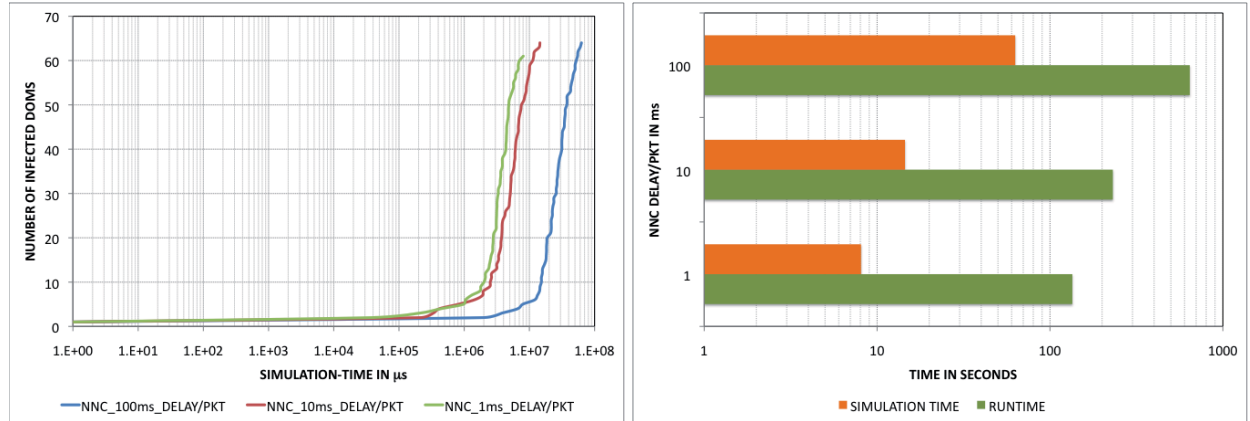 70
60
50
40
30
20
10
0
NUMBER OF INFECTED DOMS
1.E+00 1.E+01 1.E+02 1.E+03 1.E+04 1.E+05 1.E+06 1.E+07 1.E+08
SIMULATION-TIME IN µs
NNC_100ms_DELAY/PKT NNC_10ms_DELAY/PKT NNC_1ms_DELAY/PKT
NNC DELAY/PKT IN ms
100
10
1
1 10 100 1000
TIME IN SECONDS
SIMULATION TIME RUNTIME